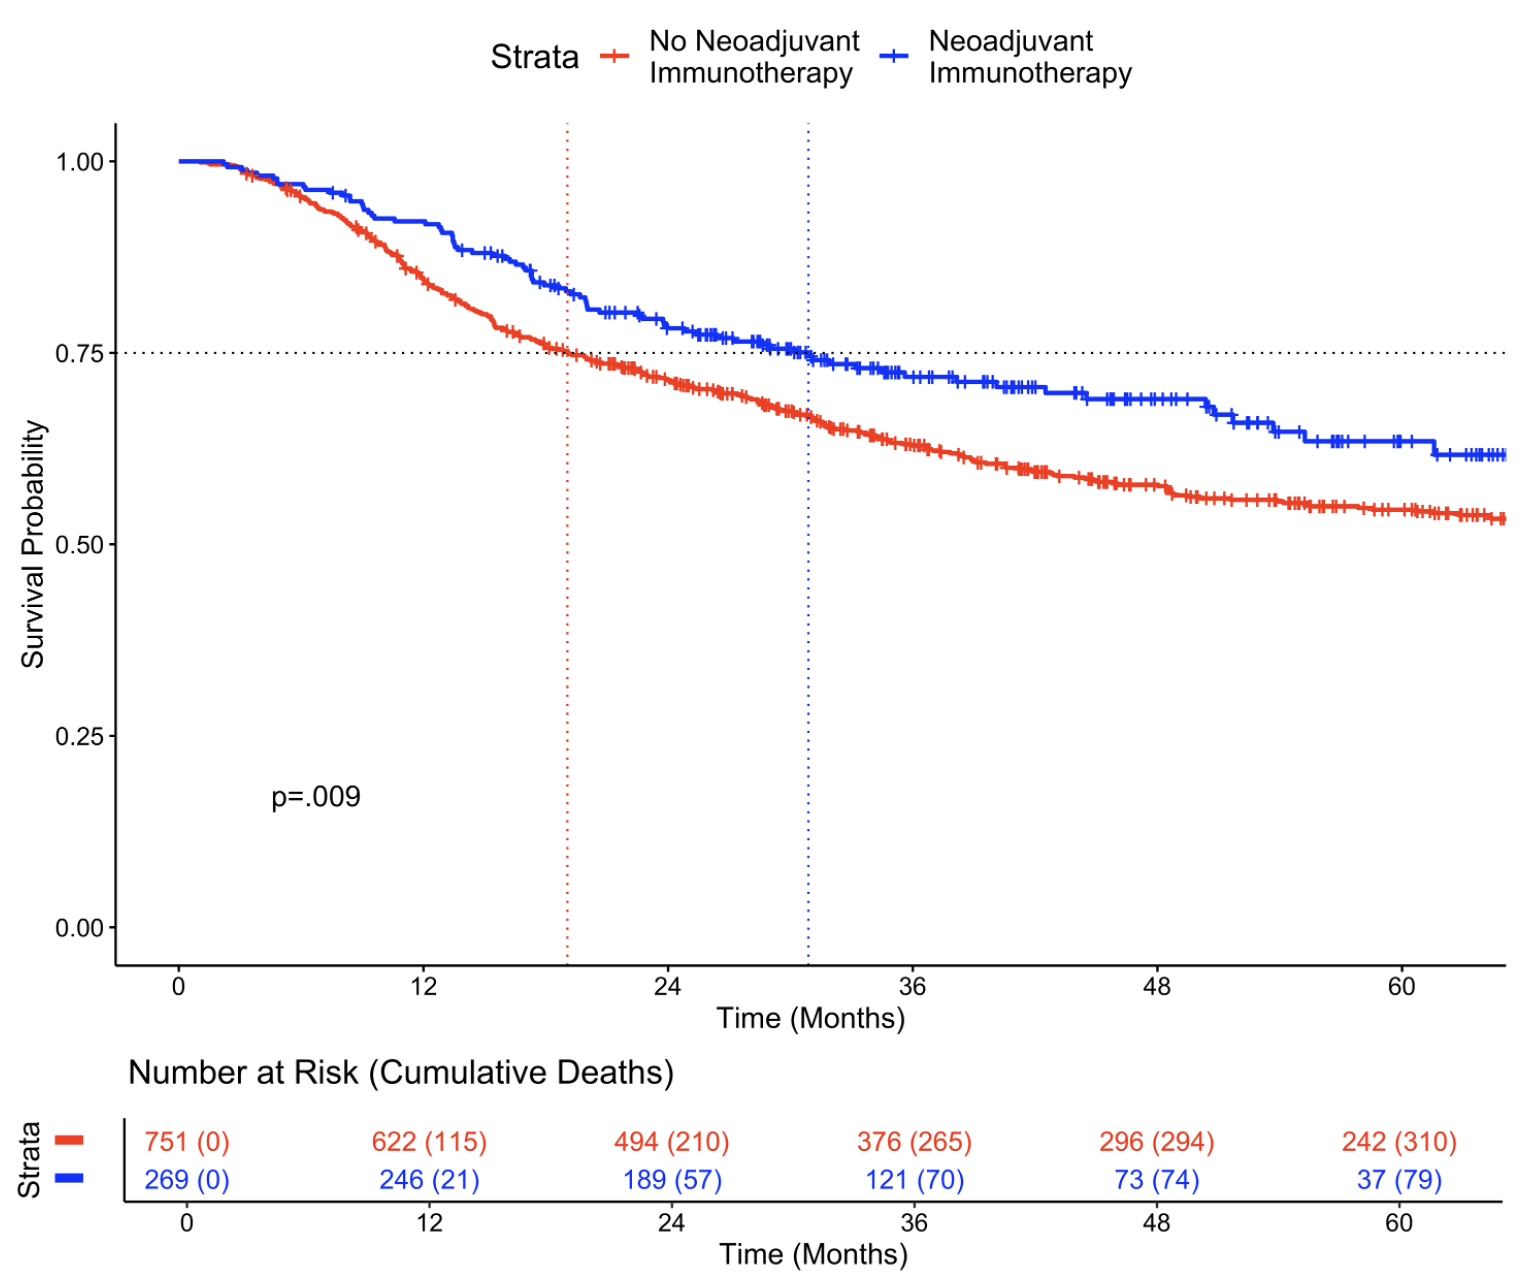 Strata
No Neoadjuvant
Immunotherapy
Neoadjuvant
Immunotherapy
Survival Probability
1.00
0.75
0.50
0.25
0.00
p=.009
0 12 24 36 48 60
Time (Months)
Number at Risk (Cumulative Deaths)
Strata
751 (0) 622 (115) 494 (210) 376 (265) 296 (294) 242 (310)
269 (0) 246 (21) 189 (57) 121 (70) 73 (74) 37 (79)
0 12 24 36 48 60
Time (Months)